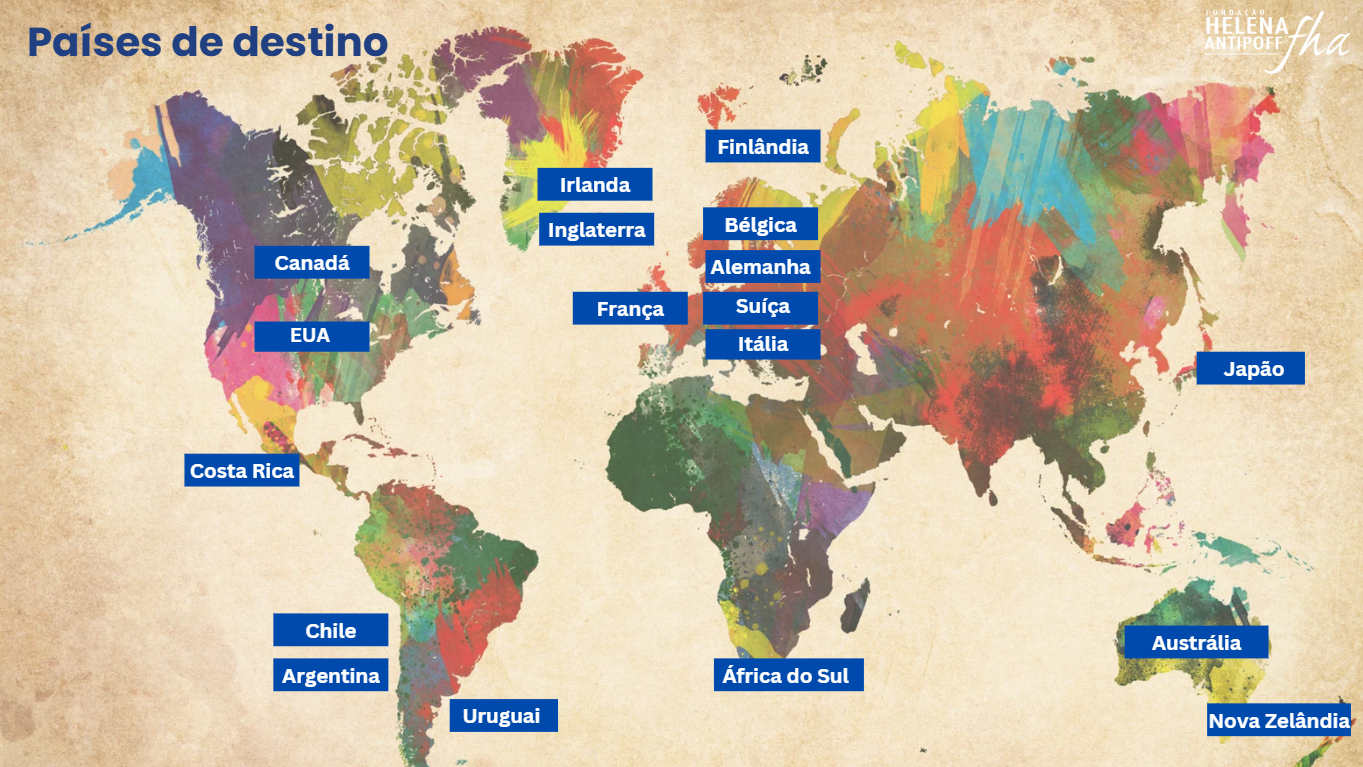 Países de destino
FUNDAÇÃO
HELENA
ANTIPOFF
fha
Finlândia
Irlanda
Inglaterra
Bélgica
Canadá
Alemanha
França
Suíça
EUA
Itália
Japão
Costa Rica
Chile
Austrália
Argentina
África do Sul
Uruguai
Nova Zelândia